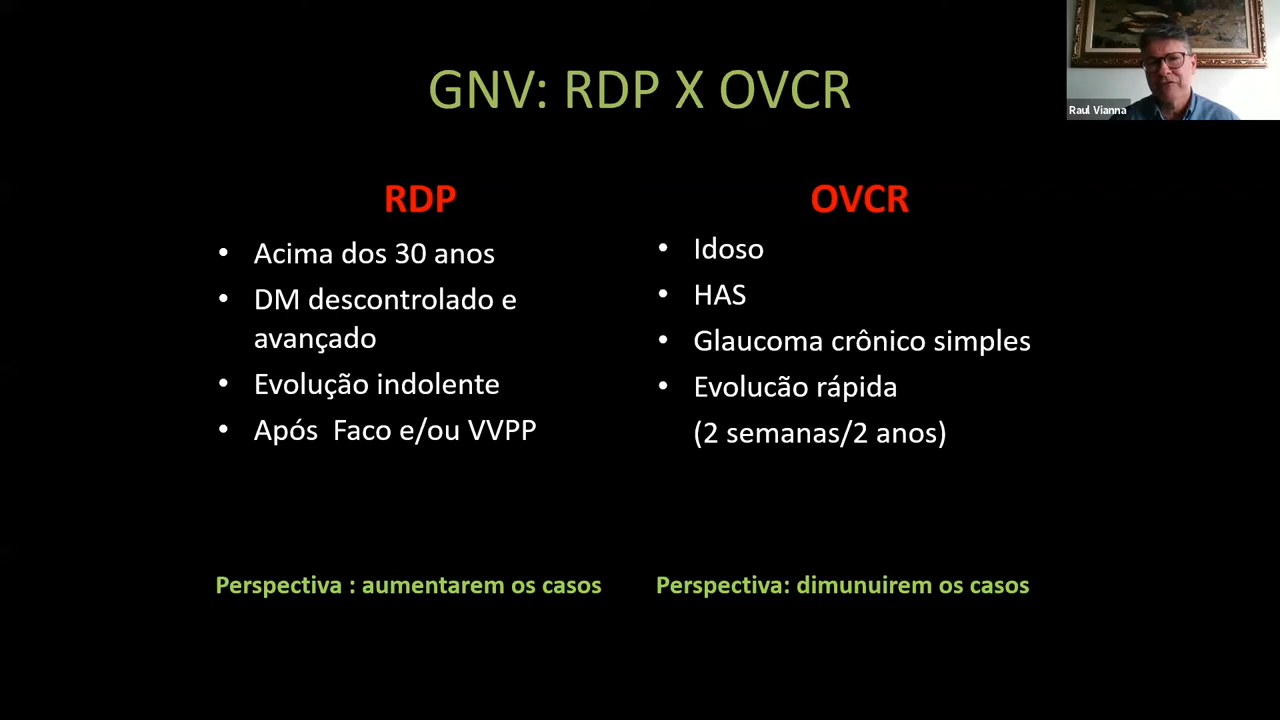 GNV: RDP X OVCR
Raul Vianna
RDP
• Acima dos 30 anos
• DM descontrolado e
avançado
• Evolução indolente
• Após Faco e/ou VVPP
OVCR
• Idoso
• HAS
• Glaucoma crônico simples
• Evolucão rápida
(2 semanas/2 anos)
Perspectiva : aumentarem os casos
Perspectiva: dimunuirem os casos